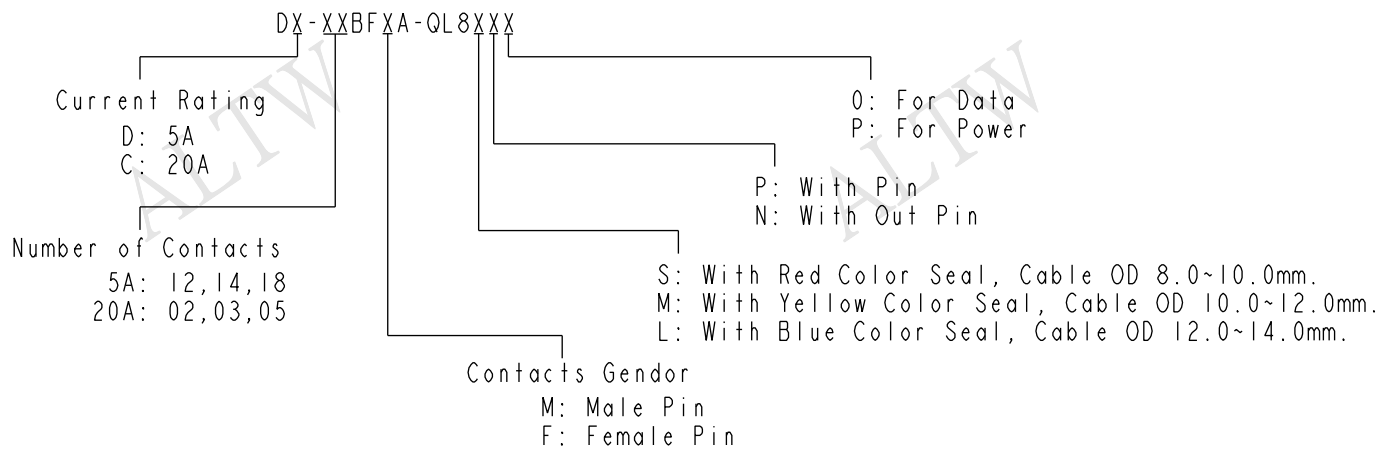 DX-XXBFXA-QL8XXX
Current Rating
D: 5A
C: 20A
Number of Contacts
5A: 12,14,18
20A: 02,03,05
O: For Data
P: For Power
P: With Pin
N: With Out Pin
S: With Red Color Seal, Cable OD 8.0~10.0mm.
M: With Yellow Color Seal, Cable OD 10.0~12.0mm.
L: With Blue Color Seal, Cable OD 12.0~14.0mm.
Contacts Gendor
M: Male Pin
F: Female Pin
ALTW
ALTW